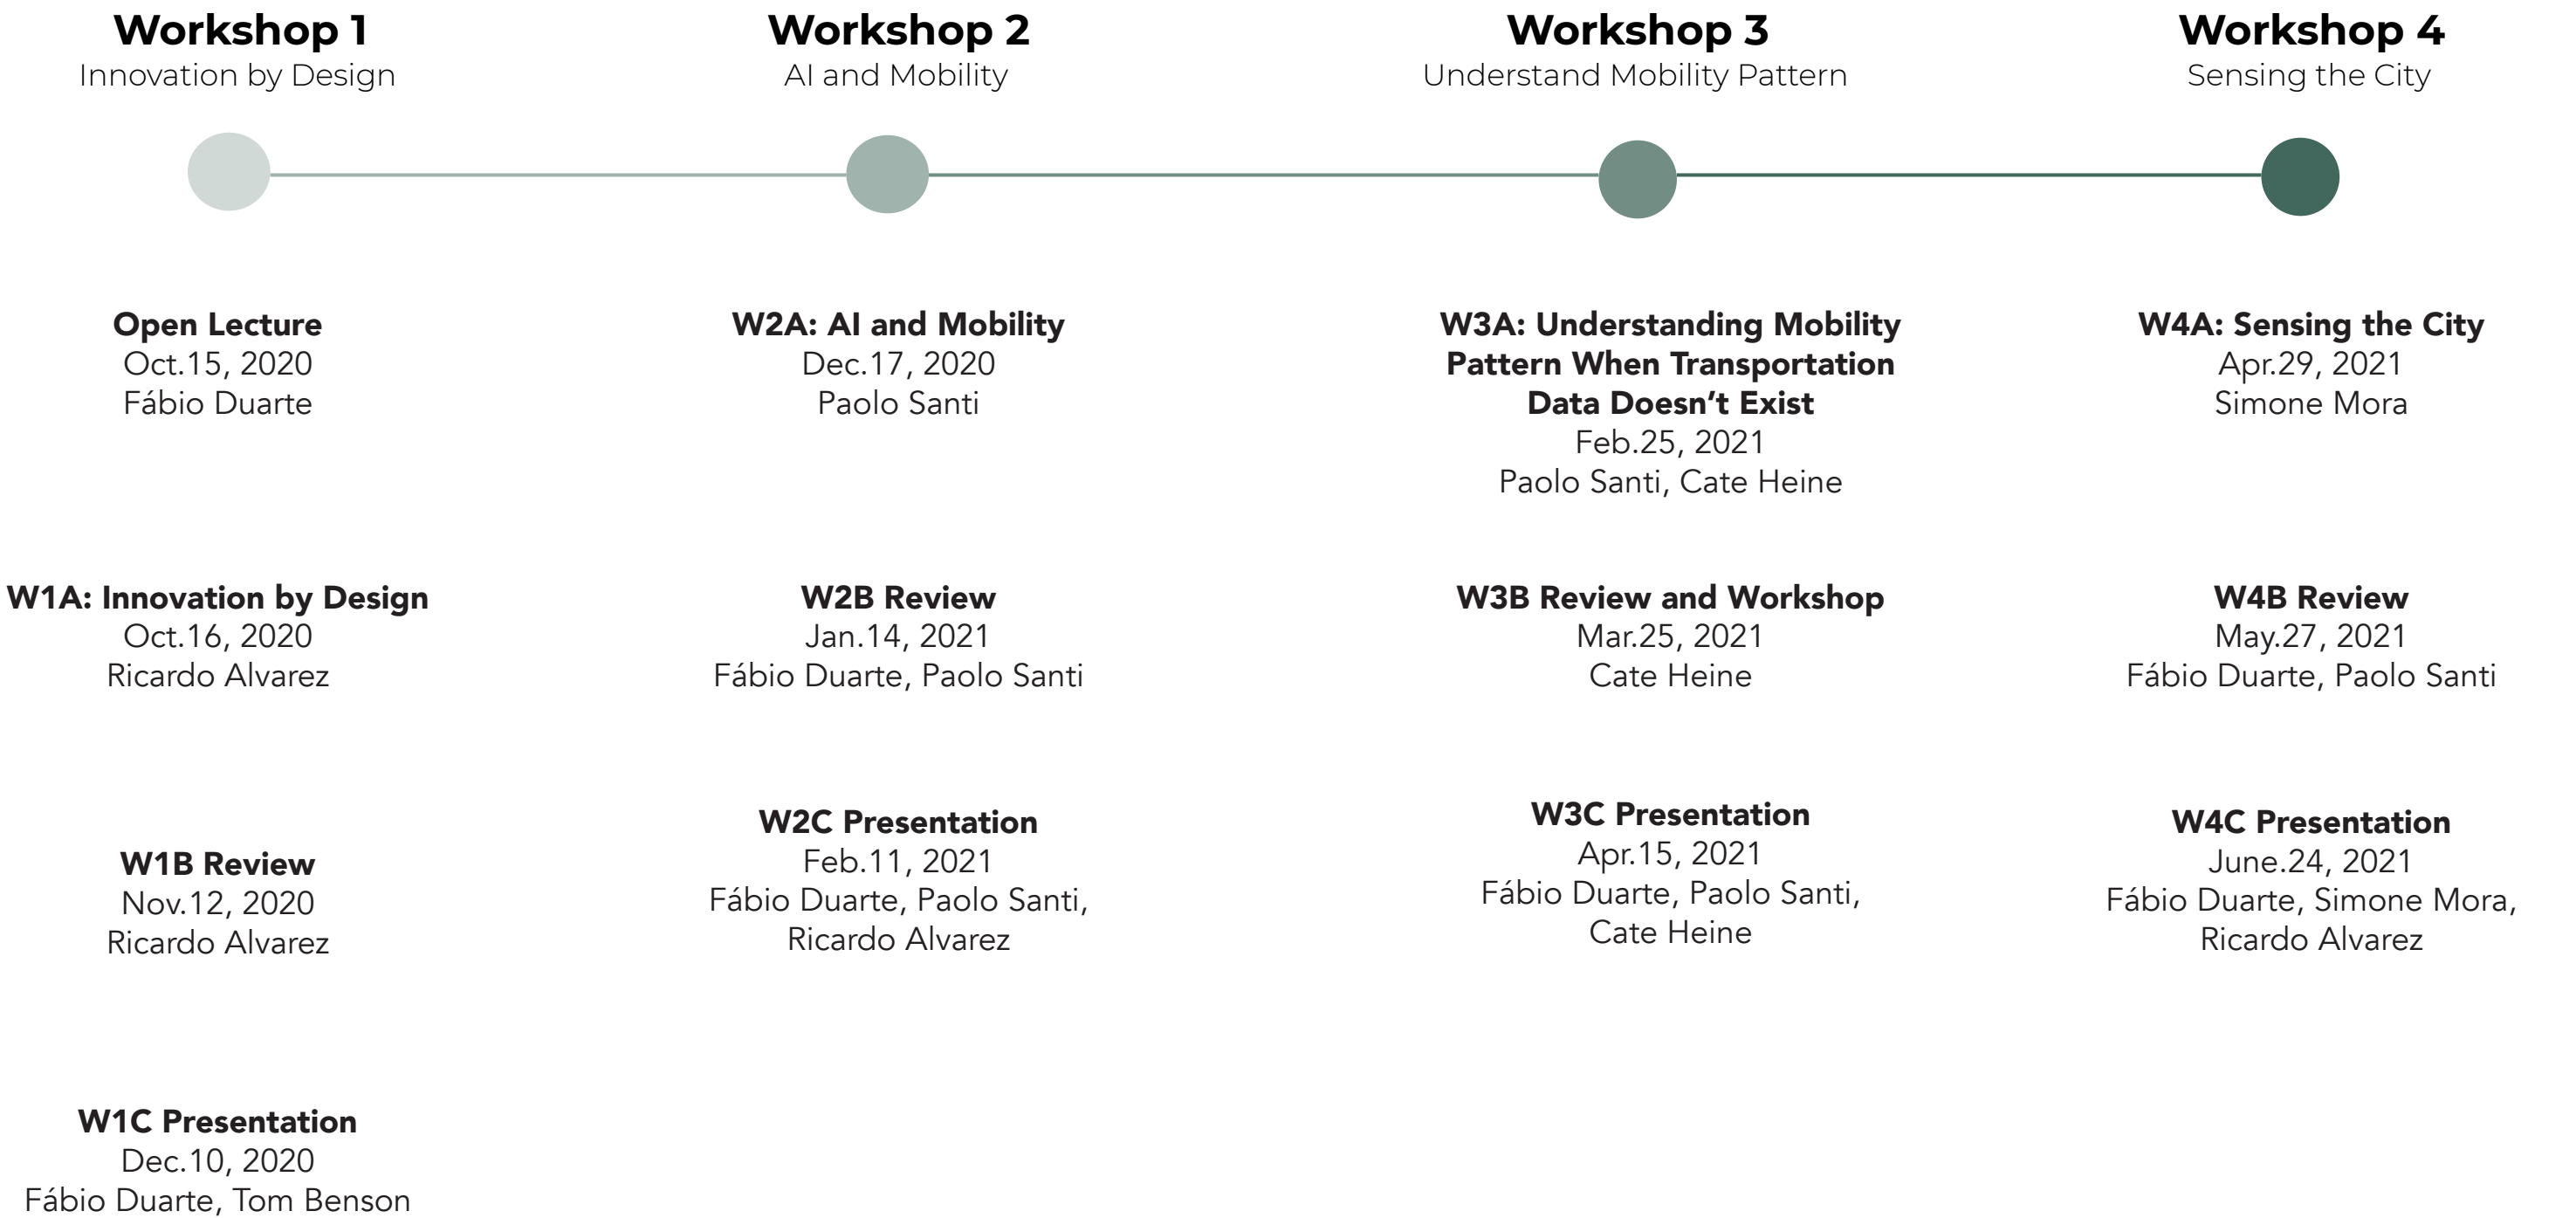 Workshop 1
Innovation by Design
Workshop 2
AI and Mobility
Workshop 3
Understand Mobility Pattern
Workshop 4
Sensing the City
Open Lecture
Oct.15, 2020
Fábio Duarte
W1A: Innovation by Design
Oct.16, 2020
Ricardo Alvarez
W1B Review
Nov.12, 2020
Ricardo Alvarez
W1C Presentation
Dec.10, 2020
Fábio Duarte, Tom Benson
W2A: AI and Mobility
Dec.17, 2020
Paolo Santi
W2B Review
Jan.14, 2021
Fábio Duarte, Paolo Santi
W2C Presentation
Feb.11, 2021
Fábio Duarte, Paolo Santi,
Ricardo Alvarez
W3A: Understanding Mobility
Pattern When Transportation
Data Doesn’t Exist
Feb.25, 2021
Paolo Santi, Cate Heine
W3B Review and Workshop
Mar.25, 2021
Cate Heine
W3C Presentation
Apr.15, 2021
Fábio Duarte, Paolo Santi,
Cate Heine
W4A: Sensing the City
Apr.29, 2021
Simone Mora
W4B Review
May.27, 2021
Fábio Duarte, Paolo Santi
W4C Presentation
June.24, 2021
Fábio Duarte, Simone Mora,
Ricardo Alvarez